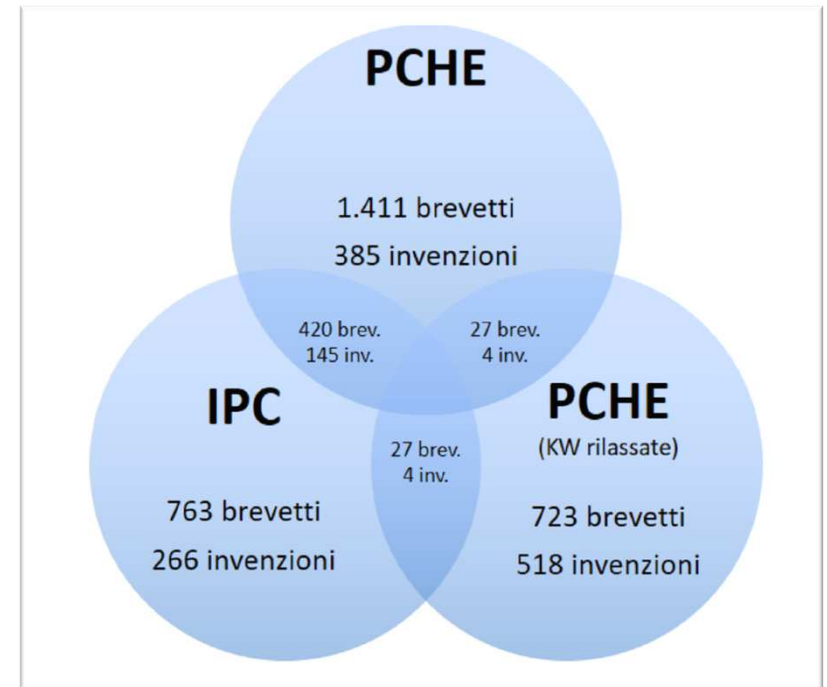 PCHE
1.411 brevetti
385 invenzioni
420 brev.
145 inv.
27 brev.
4 inv.
IPC
763 brevetti
266 invenzioni
27 brev.
4 inv.
PCHE
(KW rilassate)
723 brevetti
518 invenzioni